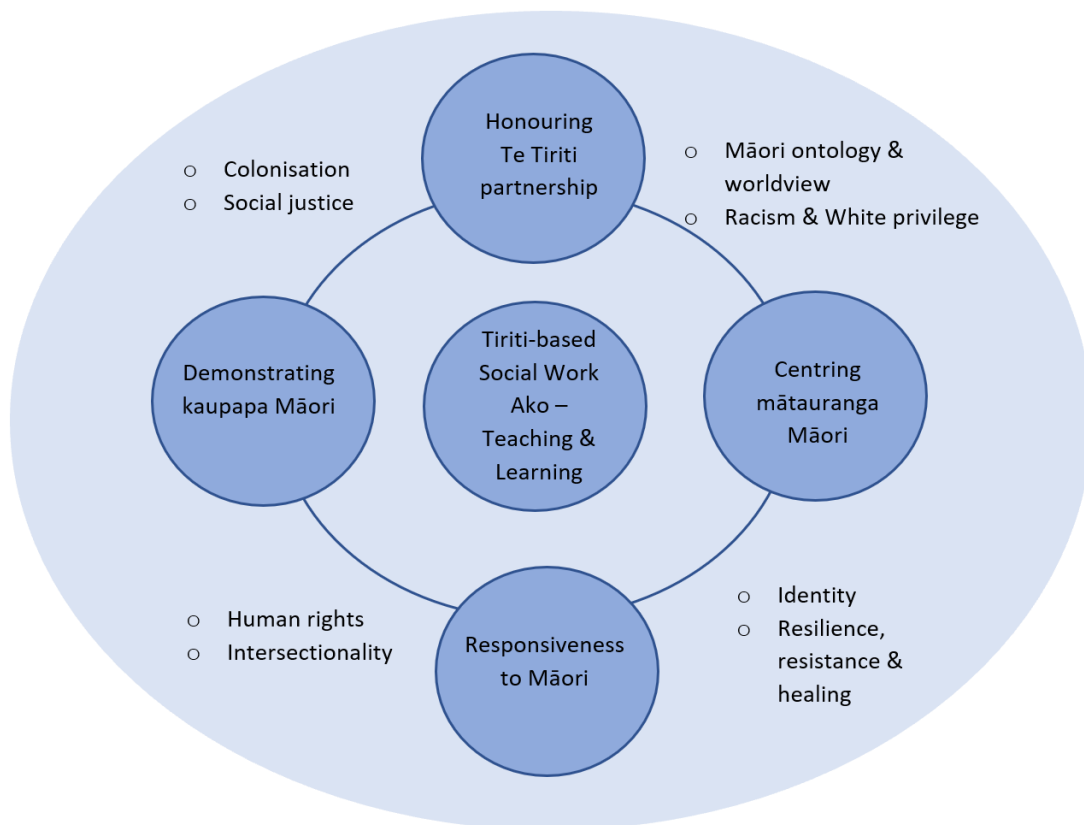 Honouring
Te Tiriti
partnership
○ Colonisation
○ Social justice
○ Māori ontology &
worldview
○ Racism & White privilege
Demonstrating
kaupapa Māori
Tiriti-based
Social Work
Ako –
Teaching &
Learning
Centring
mātauranga
Māori
○ Human rights
○ Intersectionality
Responsiveness
to Māori
○ Identity
○ Resilience,
resistance &
healing